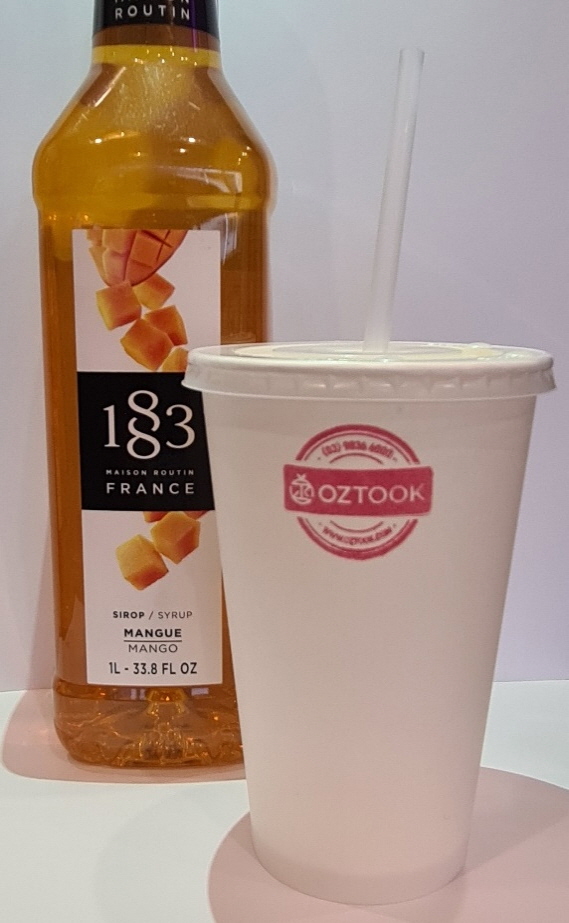 ROUTIN
1883
MAISON ROUTIN
FRANCE
SIROP / SYRUP
MANGUE
MANGO
1L - 33.8 FL OZ
OZTOOK